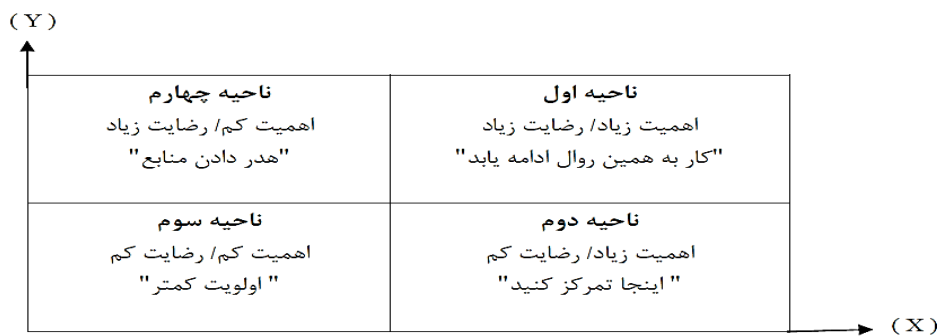 (Y)
ناحیه اول
اهمیت زیاد/ رضایت زیاد
"کار به همین روال ادامه یابد"
ناحیه چهارم
اهمیت کم/ رضایت زیاد
"هدر دادن منابع"
ناحیه دوم
اهمیت زیاد/ رضایت کم
" اینجا تمرکز کنید"
ناحیه سوم
اهمیت کم/ رضایت کم
" اولویت کمتر"
(X)